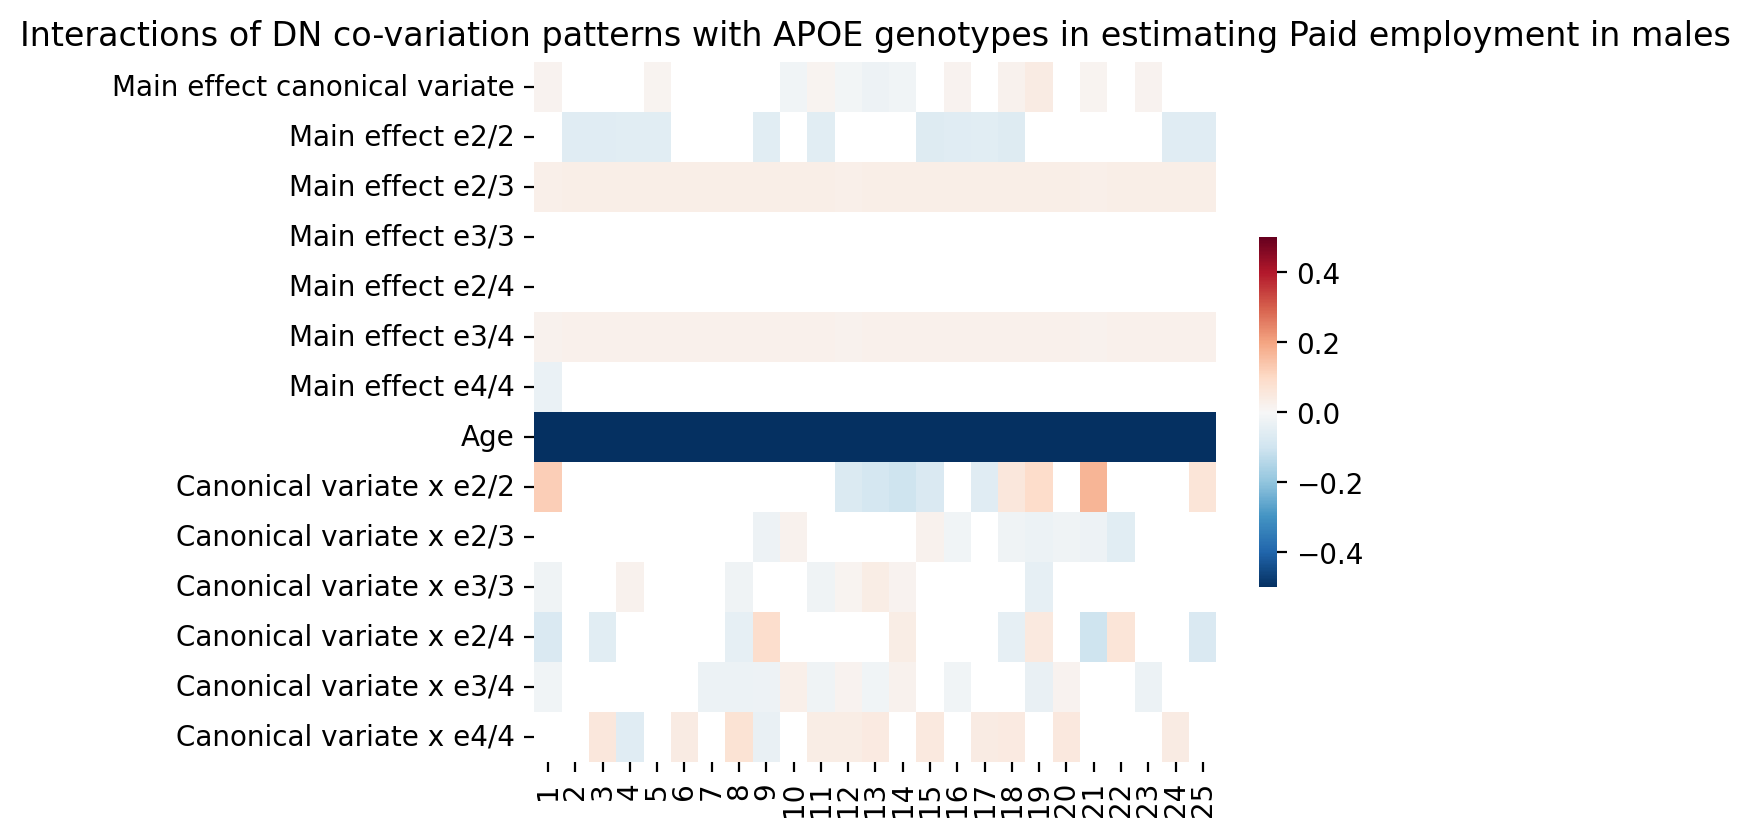 Interactions of DN co-variation patterns with APOE genotypes in estimating Paid employment in males
Main effect canonical variate
Main effect e2/2
Main effect e2/3
Main effect e3/3
Main effect e2/4
Main effect e3/4
Main effect e4/4
Age
Canonical variate x e2/2
Canonical variate x e2/3
Canonical variate x e3/3
Canonical variate x e2/4
Canonical variate x e3/4
Canonical variate x e4/4
1 2 3 4 5 6 7 8 9 10 11 12 13 14 15 16 17 18 19 20 21 22 23 24 25
0.4
0.2
0.0
−0.2
−0.4